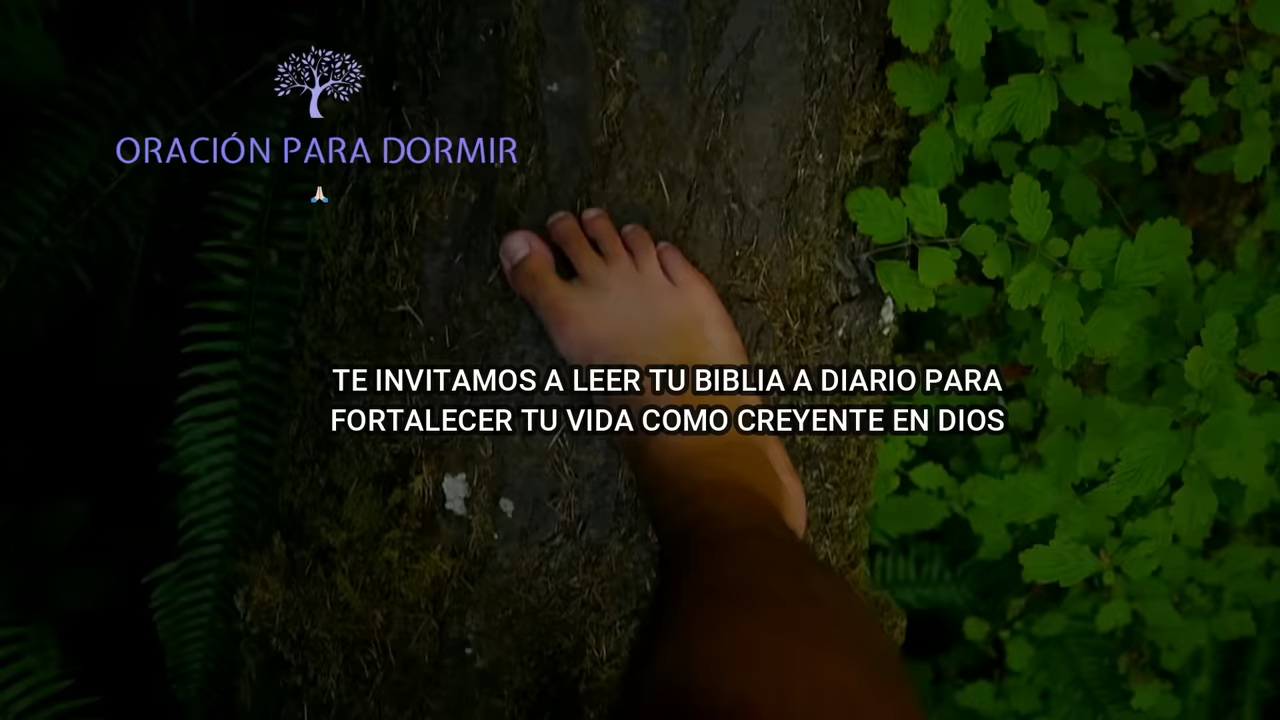 ORACIÓN PARA DORMIR
🙏🏻
TE INVITAMOS A LEER TU BIBLIA A DIARIO PARA
FORTALECER TU VIDA COMO CREYENTE EN DIOS